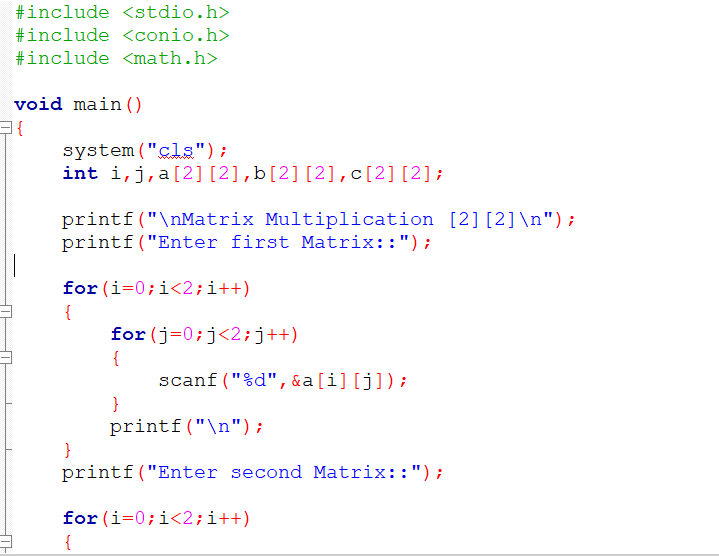 #include <stdio.h>
#include <conio.h>
#include <math.h>
void main()
{
system("cls");
int i,j,a[2][2],b[2][2],c[2][2];
printf("\nMatrix Multiplication [2][2]\n");
printf("Enter first Matrix::");
for(i=0;i<2;i++)
{
for(j=0;j<2;j++)
{
scanf("%d",&a[i][j]);
}
printf("\n");
}
printf("Enter second Matrix::");
for(i=0;i<2;i++)
{